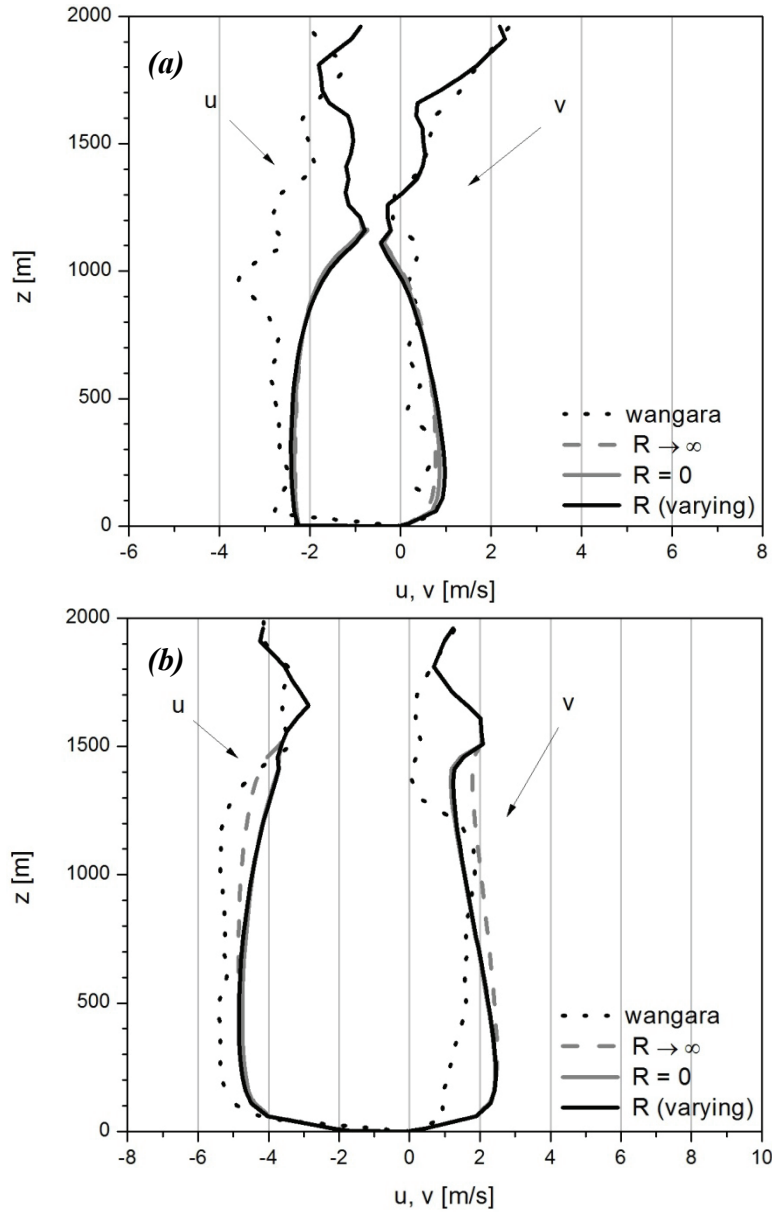 2000
(a)
u
v
1500
z [m]
1000
500
wangara
R → ∞
R = 0
R (varying)
0
-6 -4 -2 0 2 4 6 8
u, v [m/s]
2000
(b)
u
v
1500
z [m]
1000
500
wangara
R → ∞
R = 0
R (varying)
0
-8 -6 -4 -2 0 2 4 6 8 10
u, v [m/s]